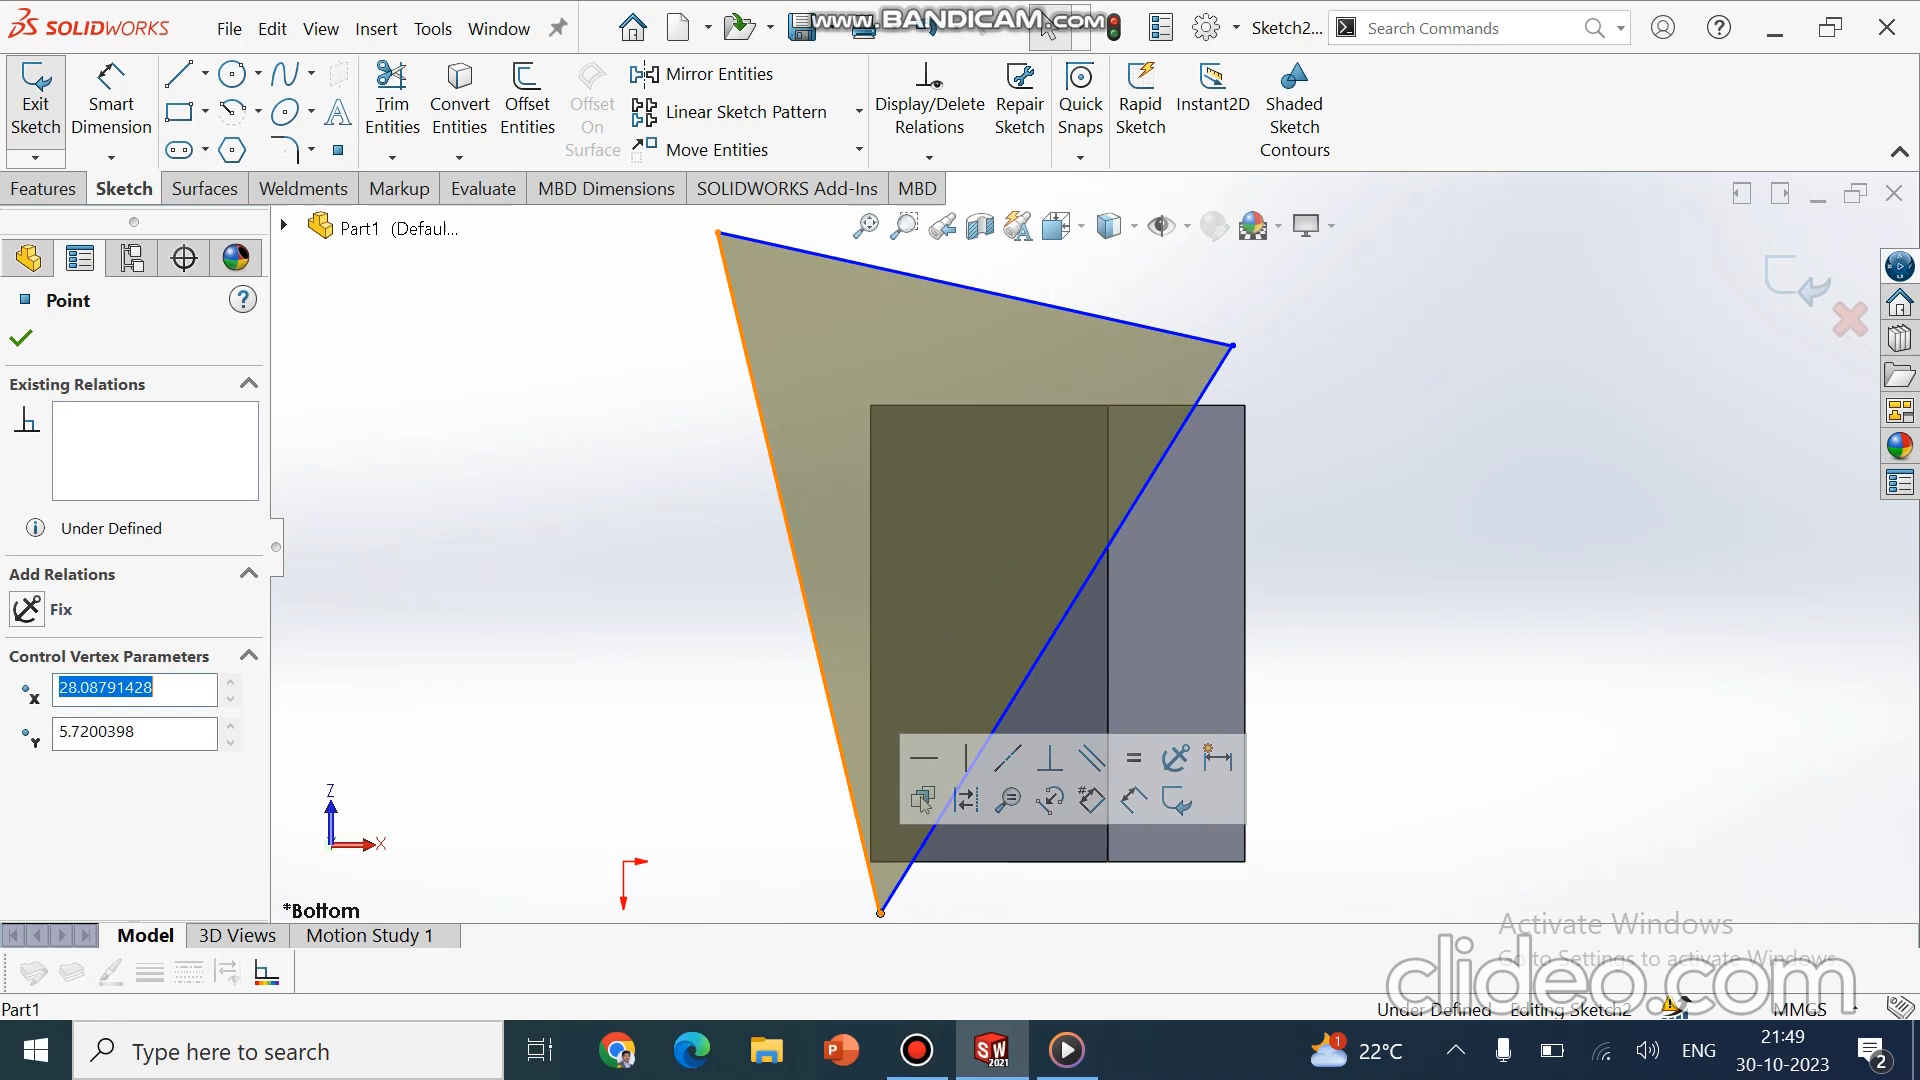 SOLIDWORKS File Edit View Insert Tools Window www.BANDICAM.com Sketch2... Search Commands
Exit Sketch
Smart Dimension
Trim Entities
Convert Entities
Offset Entities
Offset On Surface
Mirror Entities
Linear Sketch Pattern
Move Entities
Display/Delete Relations
Repair Sketch
Quick Snaps
Rapid Sketch
Instant2D
Shaded Sketch Contours
Features Sketch Surfaces Weldments Markup Evaluate MBD Dimensions SOLIDWORKS Add-Ins MBD
Part1 (Defaul...
Point
Existing Relations
Under Defined
Add Relations
Fix
Control Vertex Parameters
X 28.08791428
Y 5.7200398
Z
X
*Bottom
Model 3D Views Motion Study 1
Activate Windows
Go to Settings to activate Windows.
clideo.com
Part1 Under Defined Editing Sketch2 MMGS
Type here to search
22°C ENG
21:49
30-10-2023
2